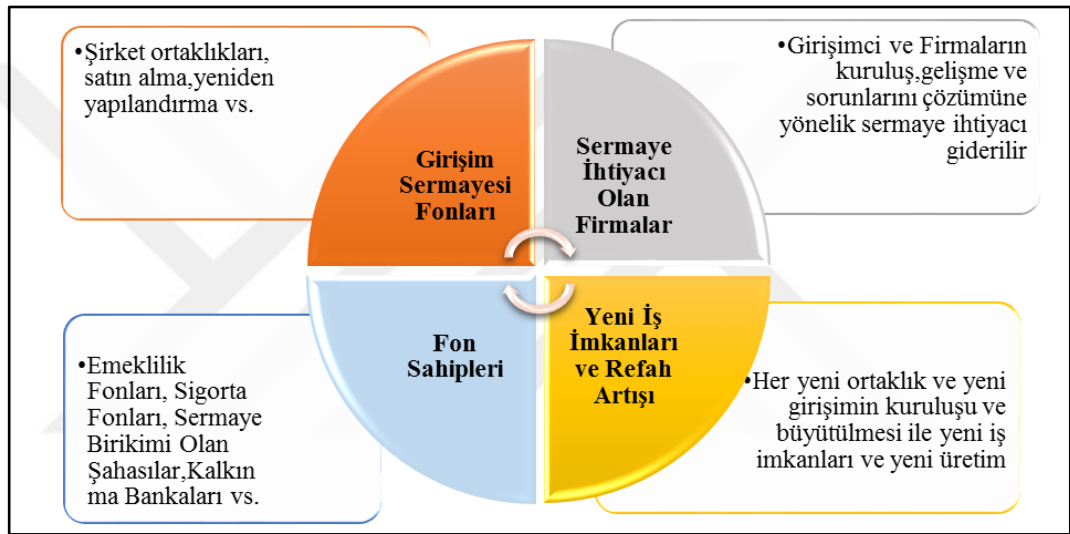 •Şirket ortaklıkları,
satın alma,yeniden
yapılandırma vs.
Girişim
Sermayesi
Fonları
Sermaye
İhtiyacı
Olan
Firmalar
•Girişimci ve Firmaların
kuruluş,gelişme ve
sorunlarını çözümüne
yönelik sermaye ihtiyacı
giderilir
•Emeklilik
Fonları, Sigorta
Fonları, Sermaye
Birikimi Olan
Şahasılar,Kalkın
ma Bankaları vs.
Fon
Sahipleri
Yeni İş
İmkanları
ve Refah
Artışı
•Her yeni ortaklık ve yeni
girişimin kuruluşu ve
büyütülmesi ile yeni iş
imkanları ve yeni üretim